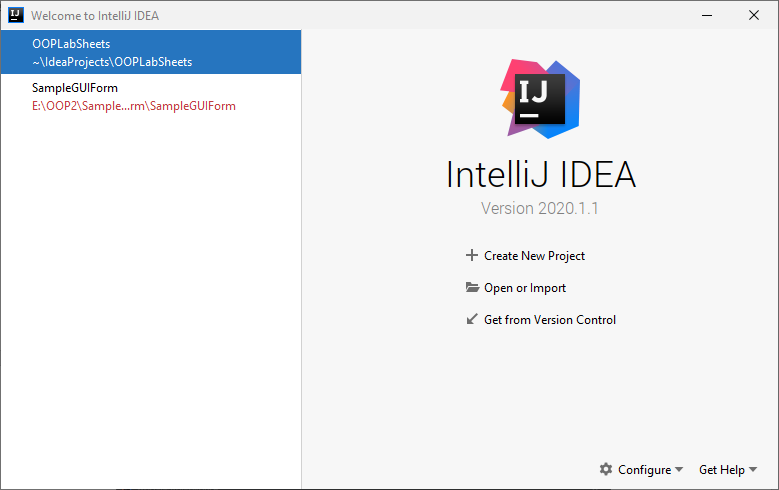 Welcome to IntelliJ IDEA
OOPLabSheets
~\IdeaProjects\OOPLabSheets
SampleGUIForm
E:\OOP2\Sample...rm\SampleGUIForm
IJ
IntelliJ IDEA
Version 2020.1.1
Create New Project
Open or Import
Get from Version Control
Configure
Get Help